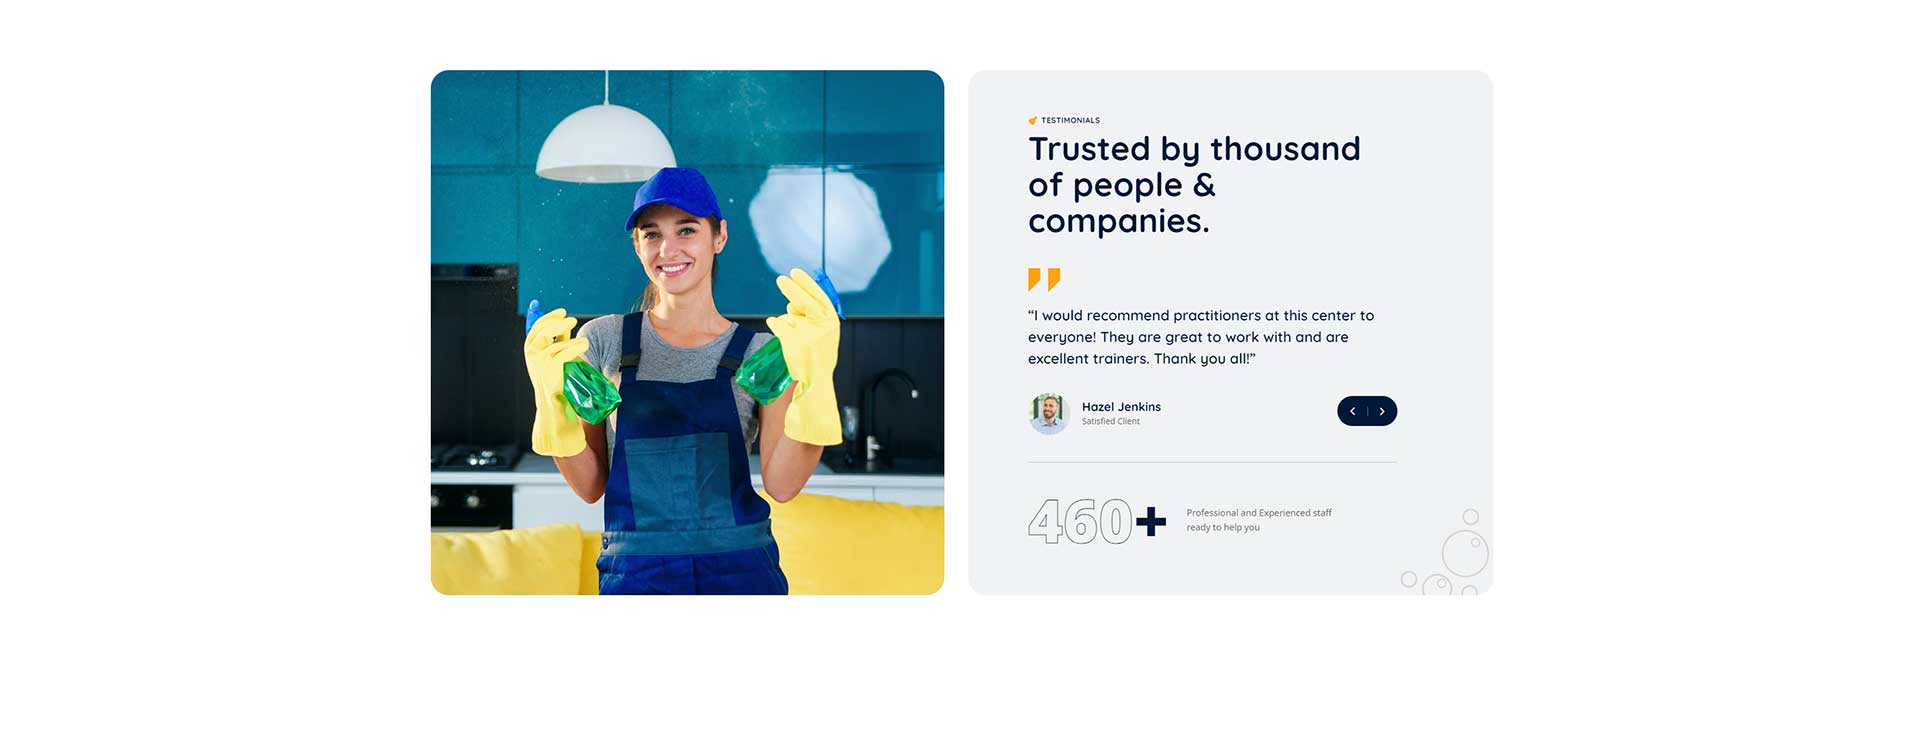 TESTIMONIALS
Trusted by thousand
of people &
companies.
“I would recommend practitioners at this center to
everyone! They are great to work with and are
excellent trainers. Thank you all!”
Hazel Jenkins
Satisfied Client
460+
Professional and Experienced staff
ready to help you